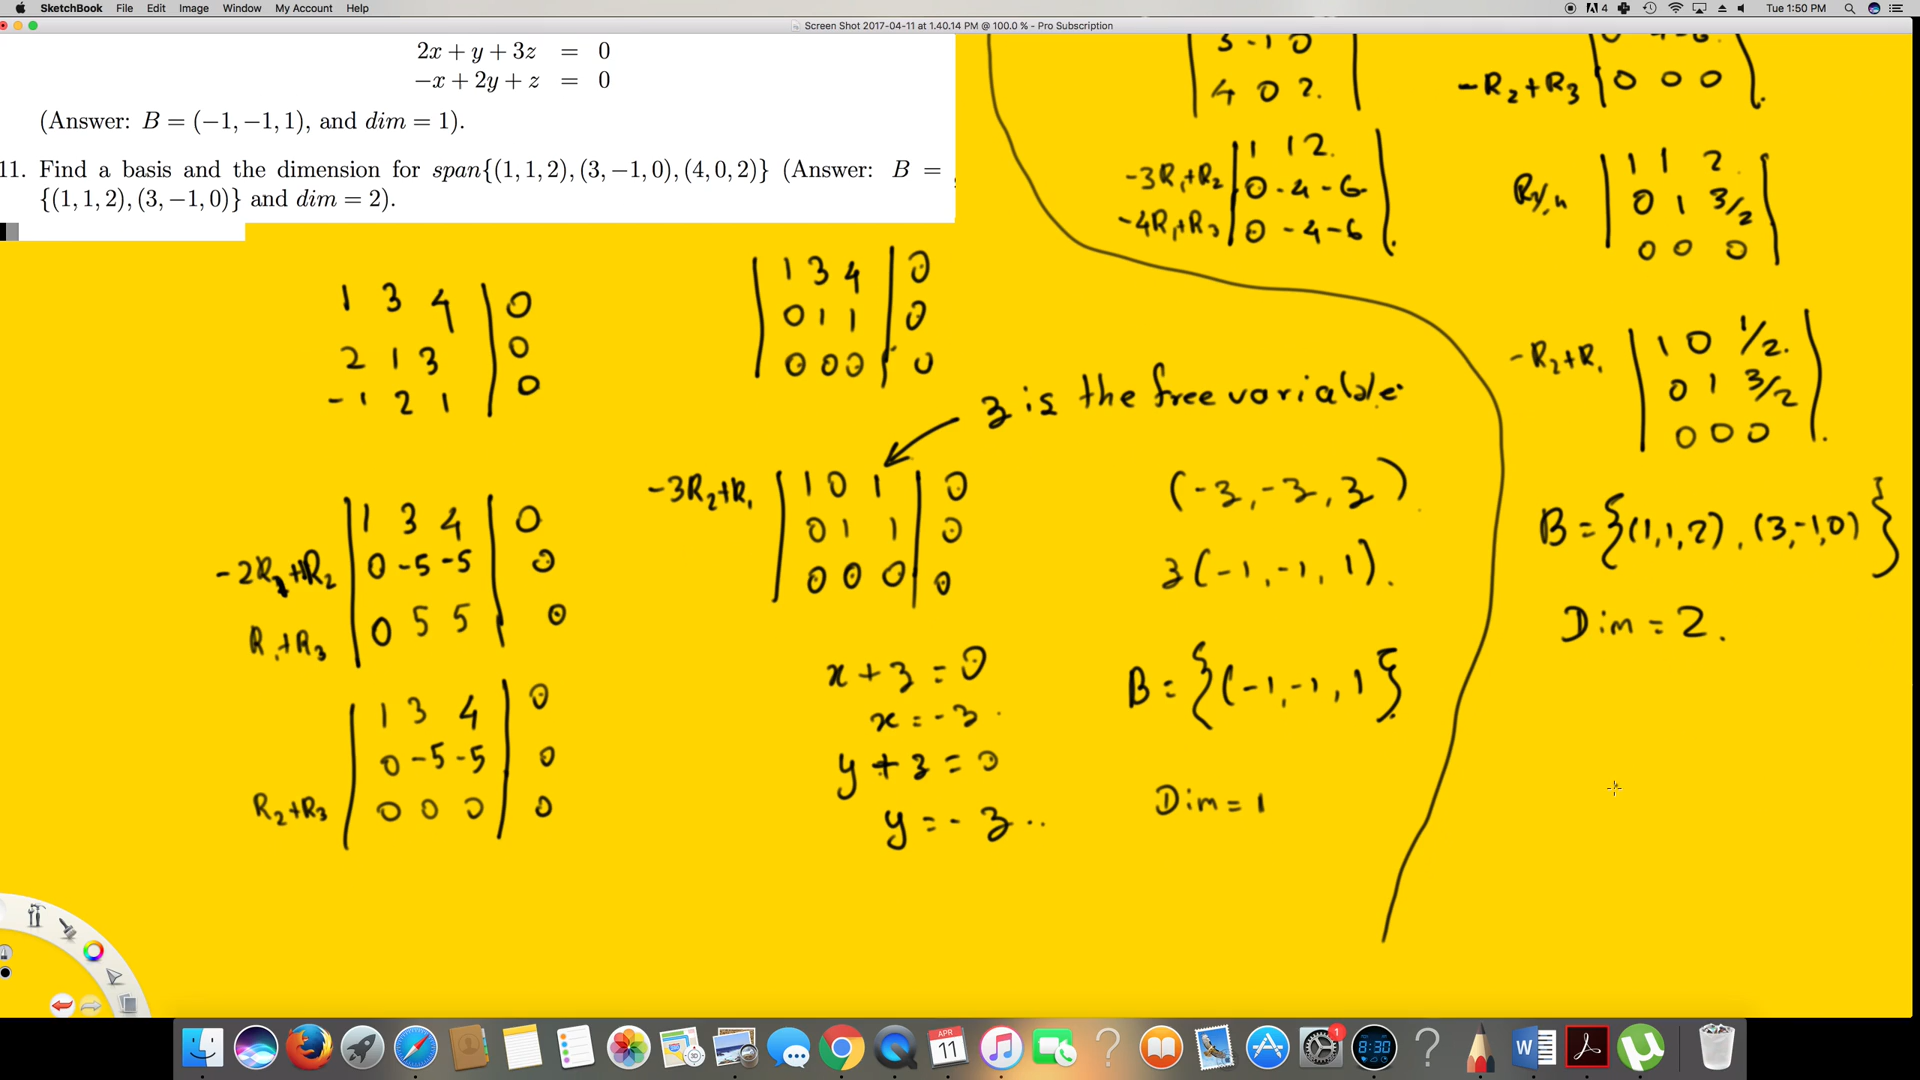 SketchBook File Edit Image Window My Account Help
4 Tue 1:50 PM
Screen Shot 2017-04-11 at 1.40.14 PM @ 100.0 % - Pro Subscription
2x + y + 3z = 0
−x + 2y + z = 0
(Answer: B = (−1, −1, 1), and dim = 1).
11. Find a basis and the dimension for span{(1, 1, 2), (3, −1, 0), (4, 0, 2)} (Answer: B =
{(1, 1, 2), (3, −1, 0)} and dim = 2).
1 3 4 | 0
2 1 3 | 0
-1 2 1 | 0
| 1 3 4 | 0
-2R1+R2 | 0 -5 -5 | 0
R1+R3 | 0 5 5 | 0
| 1 3 4 | 0
| 0 -5 -5 | 0
R2+R3 | 0 0 0 | 0
| 1 3 4 | 0
| 0 1 1 | 0
| 0 0 0 | 0
z is the free variable.
-3R2+R1 | 1 0 1 | 0
| 0 1 1 | 0
| 0 0 0 | 0
x + z = 0
x = -z
y + z = 0
y = -z
(-z, -z, z)
z(-1, -1, 1).
B = {(-1, -1, 1}
Dim = 1
| 3 -1 0 |
| 4 0 2. |
| 1 1 2. |
-3R1+R2 | 0 -4 -6 |
-4R1+R3 | 0 -4 -6 |
-R2+R3 | 0 0 0 |
| 1 1 2 |
| 0 1 3/2 |
| 0 0 0 |
-R2+R1 | 1 0 1/2. |
| 0 1 3/2 |
| 0 0 0 |
B = {(1,1,2), (3,-1,0)}
Dim = 2.
APR
11
8:30
1